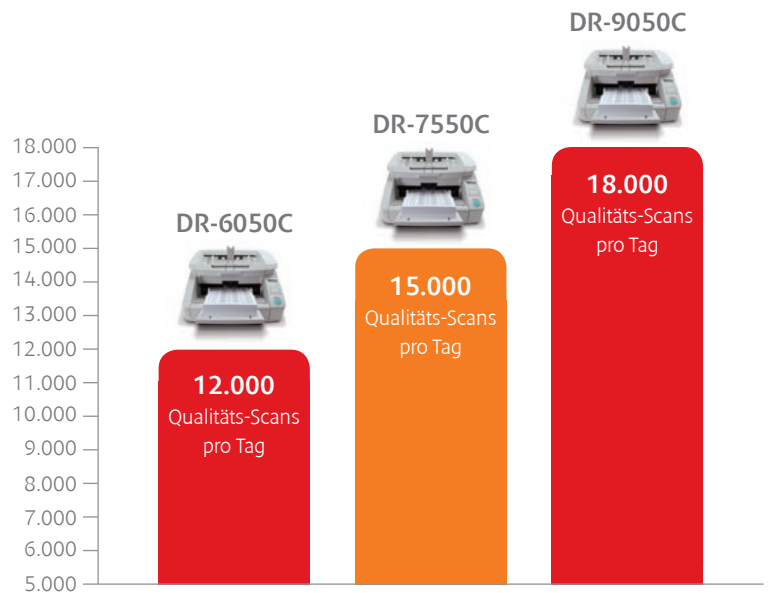 DR-9050C
DR-7550C
DR-6050C
18.000
17.000
16.000
15.000
14.000
13.000
12.000
11.000
10.000
9.000
8.000
7.000
6.000
5.000
12.000
Qualitäts-Scans
pro Tag
15.000
Qualitäts-Scans
pro Tag
18.000
Qualitäts-Scans
pro Tag